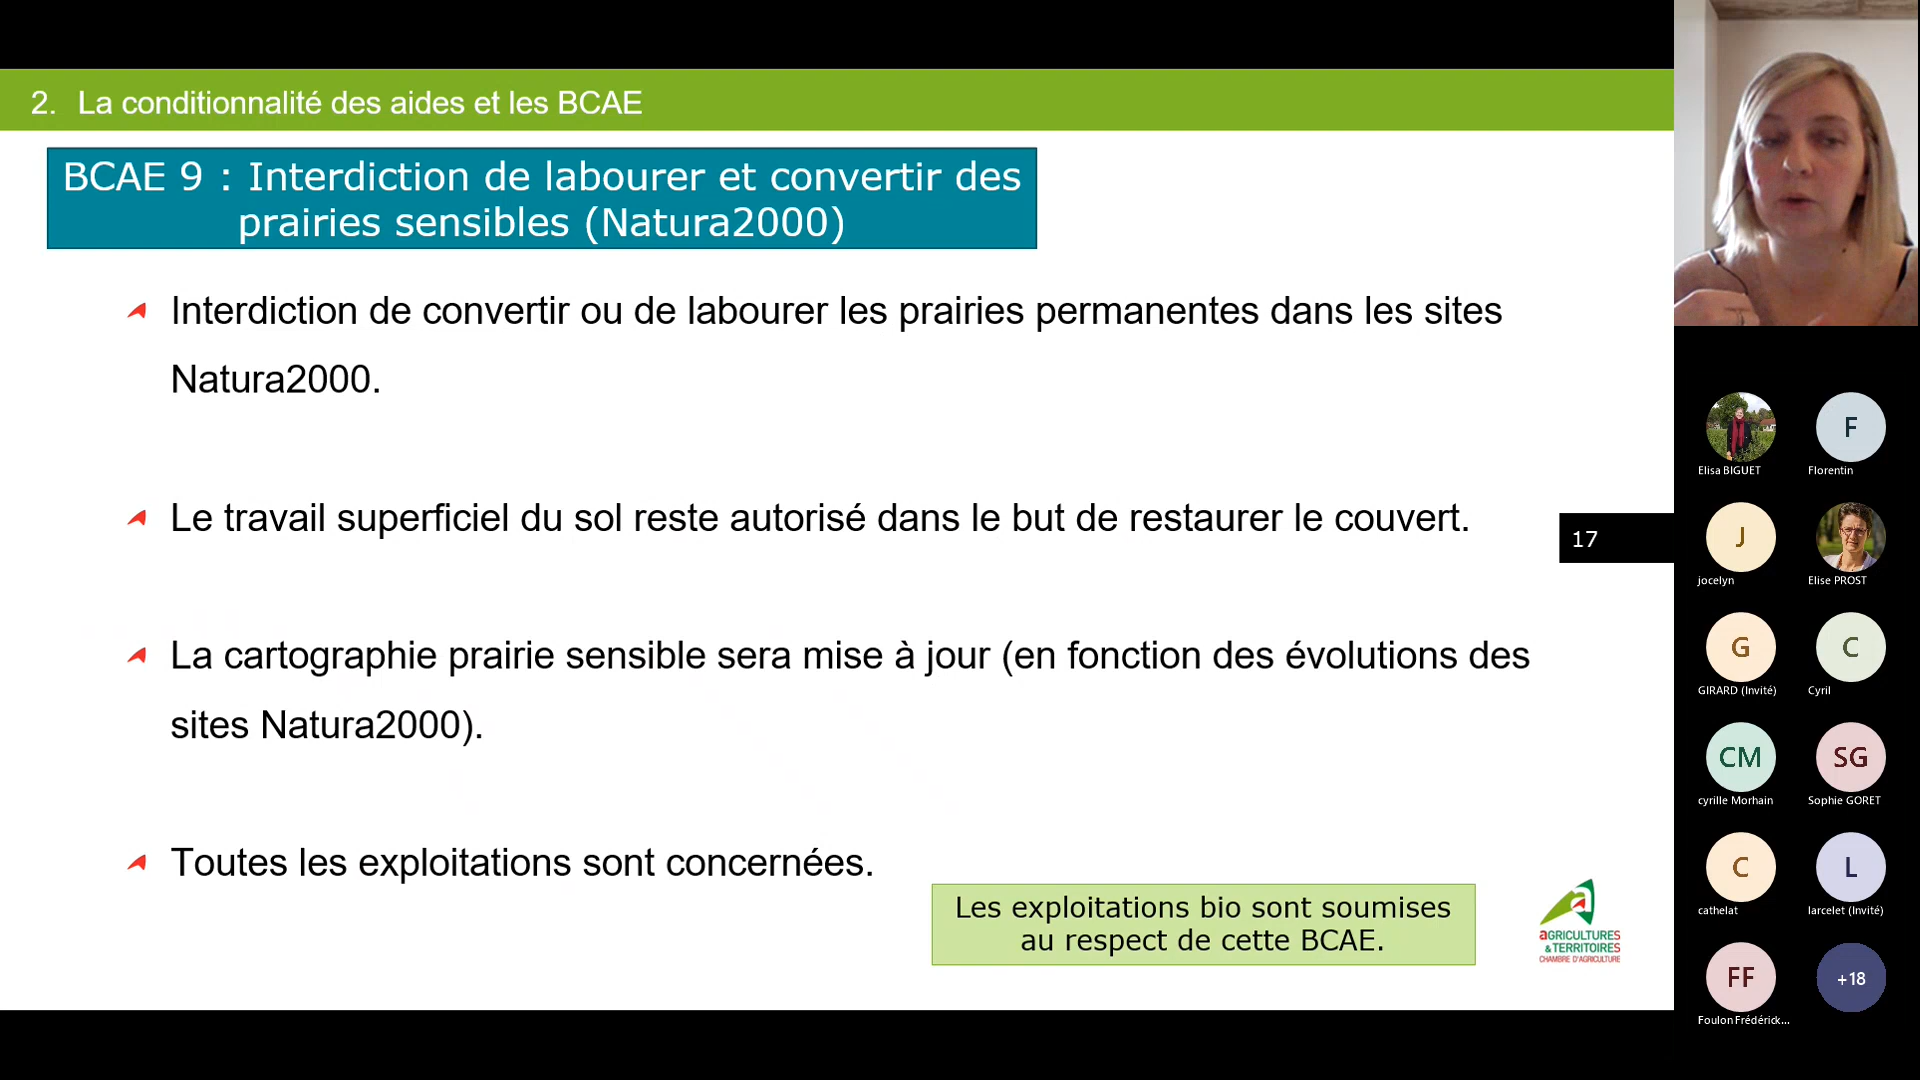 2. La conditionnalité des aides et les BCAE
BCAE 9 : Interdiction de labourer et convertir des
prairies sensibles (Natura2000)
Interdiction de convertir ou de labourer les prairies permanentes dans les sites
Natura2000.
Le travail superficiel du sol reste autorisé dans le but de restaurer le couvert.
17
La cartographie prairie sensible sera mise à jour (en fonction des évolutions des
sites Natura2000).
Toutes les exploitations sont concernées.
Les exploitations bio sont soumises
au respect de cette BCAE.
aGRICULTURES
& TERRITOIRES
CHAMBRE D'AGRICULTURE
Elisa BIGUET
F
Florentin
J
jocelyn
Elise PROST
G
GIRARD (Invité)
C
Cyril
CM
cyrille Morhain
SG
Sophie GORET
C
cathelat
L
larcelet (Invité)
FF
Foulon Frédérick...
+18